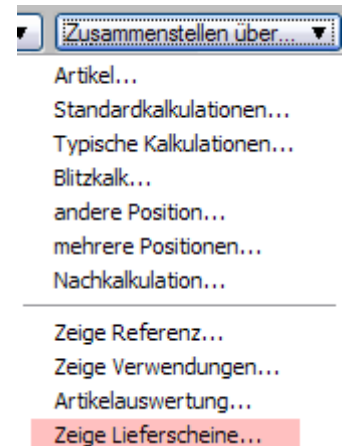 Zusammenstellen über...
Artikel...
Standardkalkulationen...
Typische Kalkulationen...
Blitzkalk...
andere Position...
mehrere Positionen...
Nachkalkulation...
Zeige Referenz...
Zeige Verwendungen...
Artikelauswertung...
Zeige Lieferscheine...